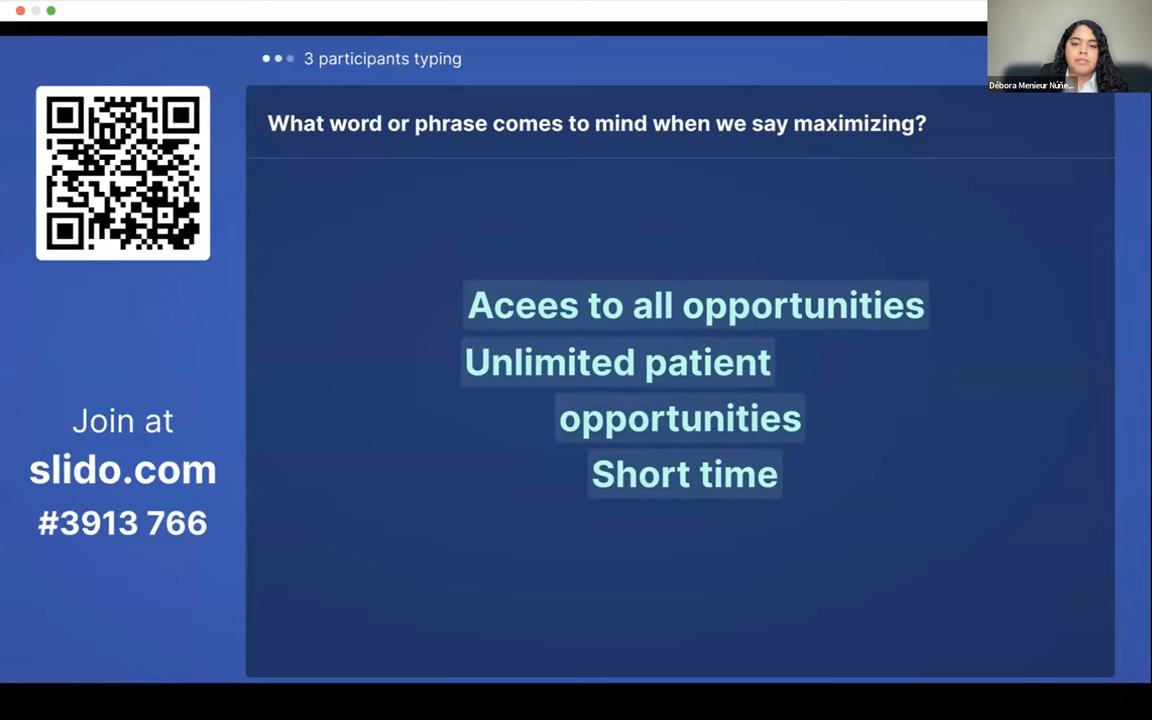 3 participants typing
Débora Menieur Núñe...
What word or phrase comes to mind when we say maximizing?
Acees to all opportunities
Unlimited patient
opportunities
Short time
Join at
slido.com
#3913 766